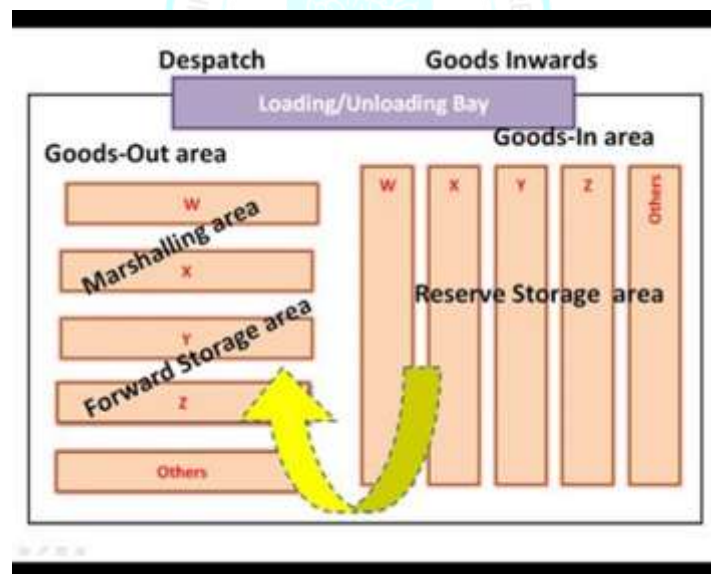 Despatch
Goods Inwards
Loading/Unloading Bay
Goods-Out area
Goods-In area
W
Marshalling area
X
Y
Forward Storage area
Z
Others
W
X
Y
Z
Others
Reserve Storage area